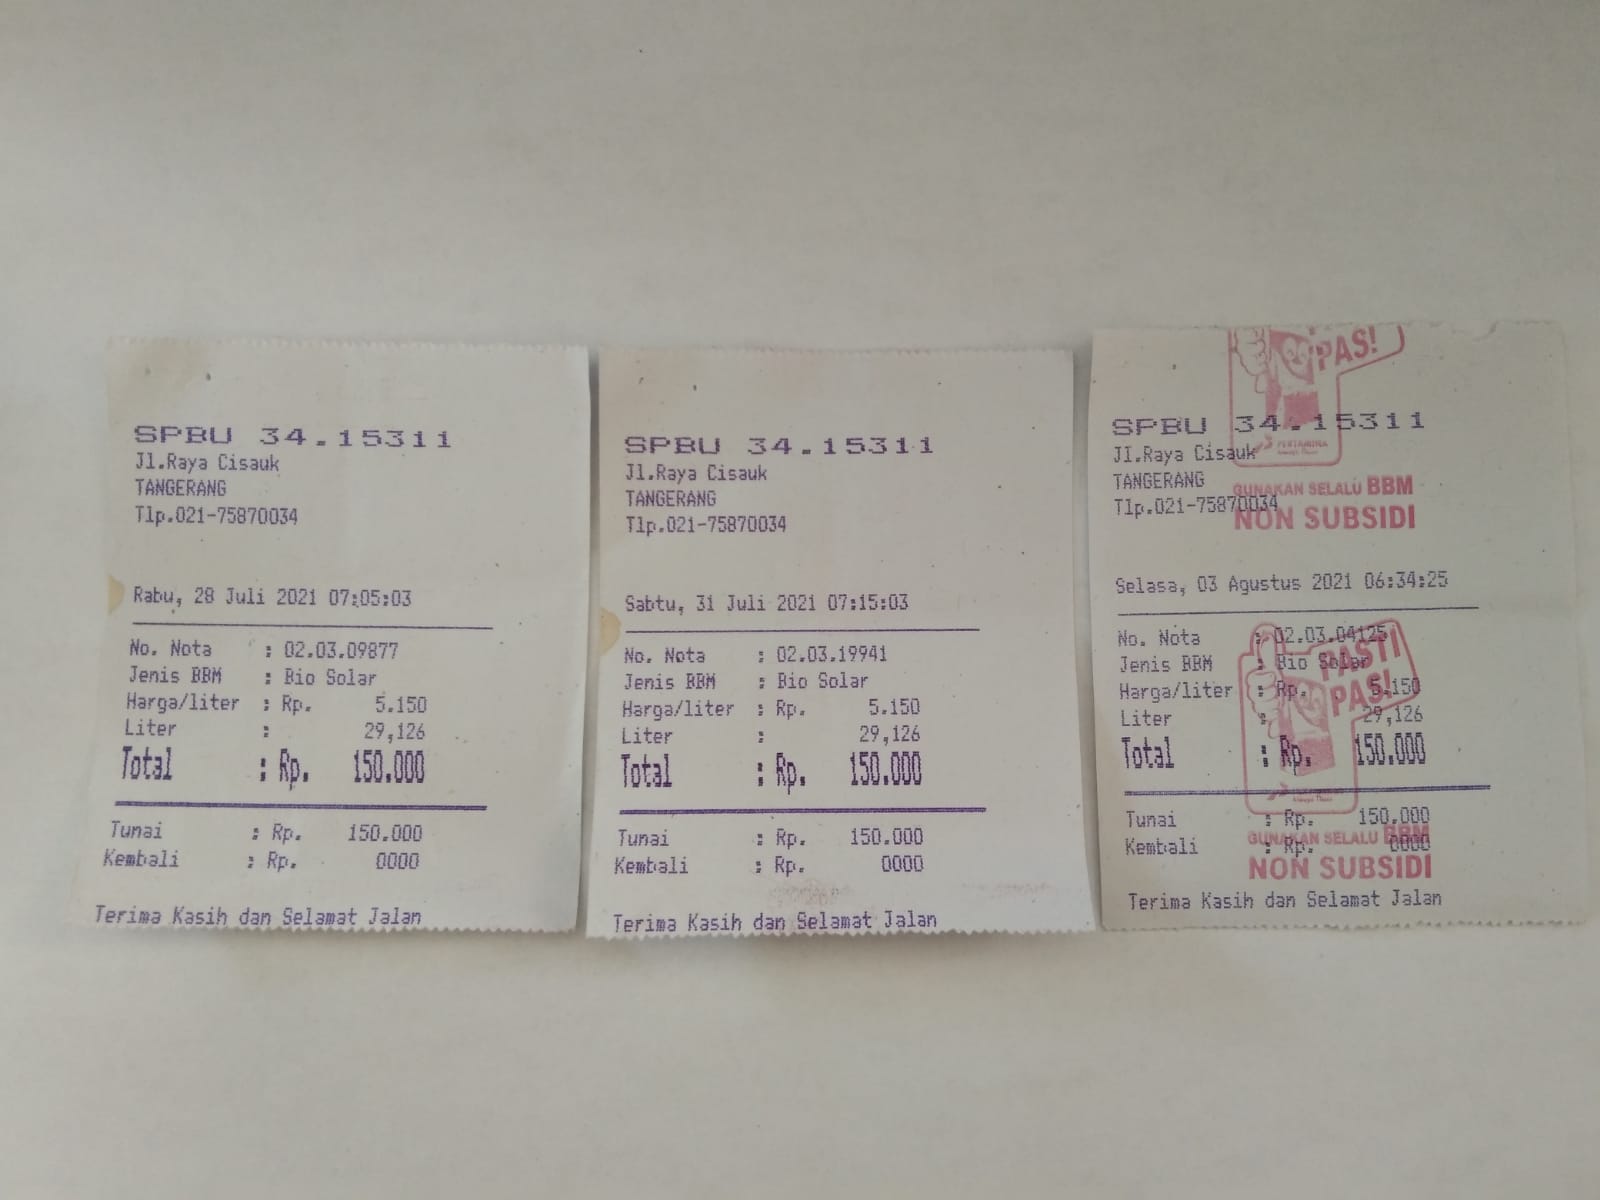 SPBU 34.15311
Jl.Raya Cisauk
TANGERANG
Tlp.021-75870034
Rabu, 28 Juli 2021 07:05:03
No. Nota : 02.03.09877
Jenis BBM : Bio Solar
Harga/liter : Rp. 5.150
Liter : 29,126
Total : Rp. 150.000
Tunai : Rp. 150.000
Kembali : Rp. 0000
Terima Kasih dan Selamat Jalan
SPBU 34.15311
Jl.Raya Cisauk
TANGERANG
Tlp.021-75870034
Sabtu, 31 Juli 2021 07:15:03
No. Nota : 02.03.19941
Jenis BBM : Bio Solar
Harga/liter : Rp. 5.150
Liter : 29,126
Total : Rp. 150.000
Tunai : Rp. 150.000
Kembali : Rp. 0000
Terima Kasih dan Selamat Jalan
PAS!
SPBU 34.15311
PERTAMINA
Jl.Raya Cisauk
TANGERANG
GUNAKAN SELALU BBM
Tlp.021-75870034
NON SUBSIDI
Selasa, 03 Agustus 2021 06:34:25
No. Nota : 02.03.04125
PASTI
Jenis BBM : Bio Solar
PAS!
Harga/liter : Rp. 5.150
Liter : 29,126
Total : Rp. 150.000
Tunai : Rp. 150.000
GUNAKAN SELALU BBM
Kembali : Rp. 0000
NON SUBSIDI
Terima Kasih dan Selamat Jalan